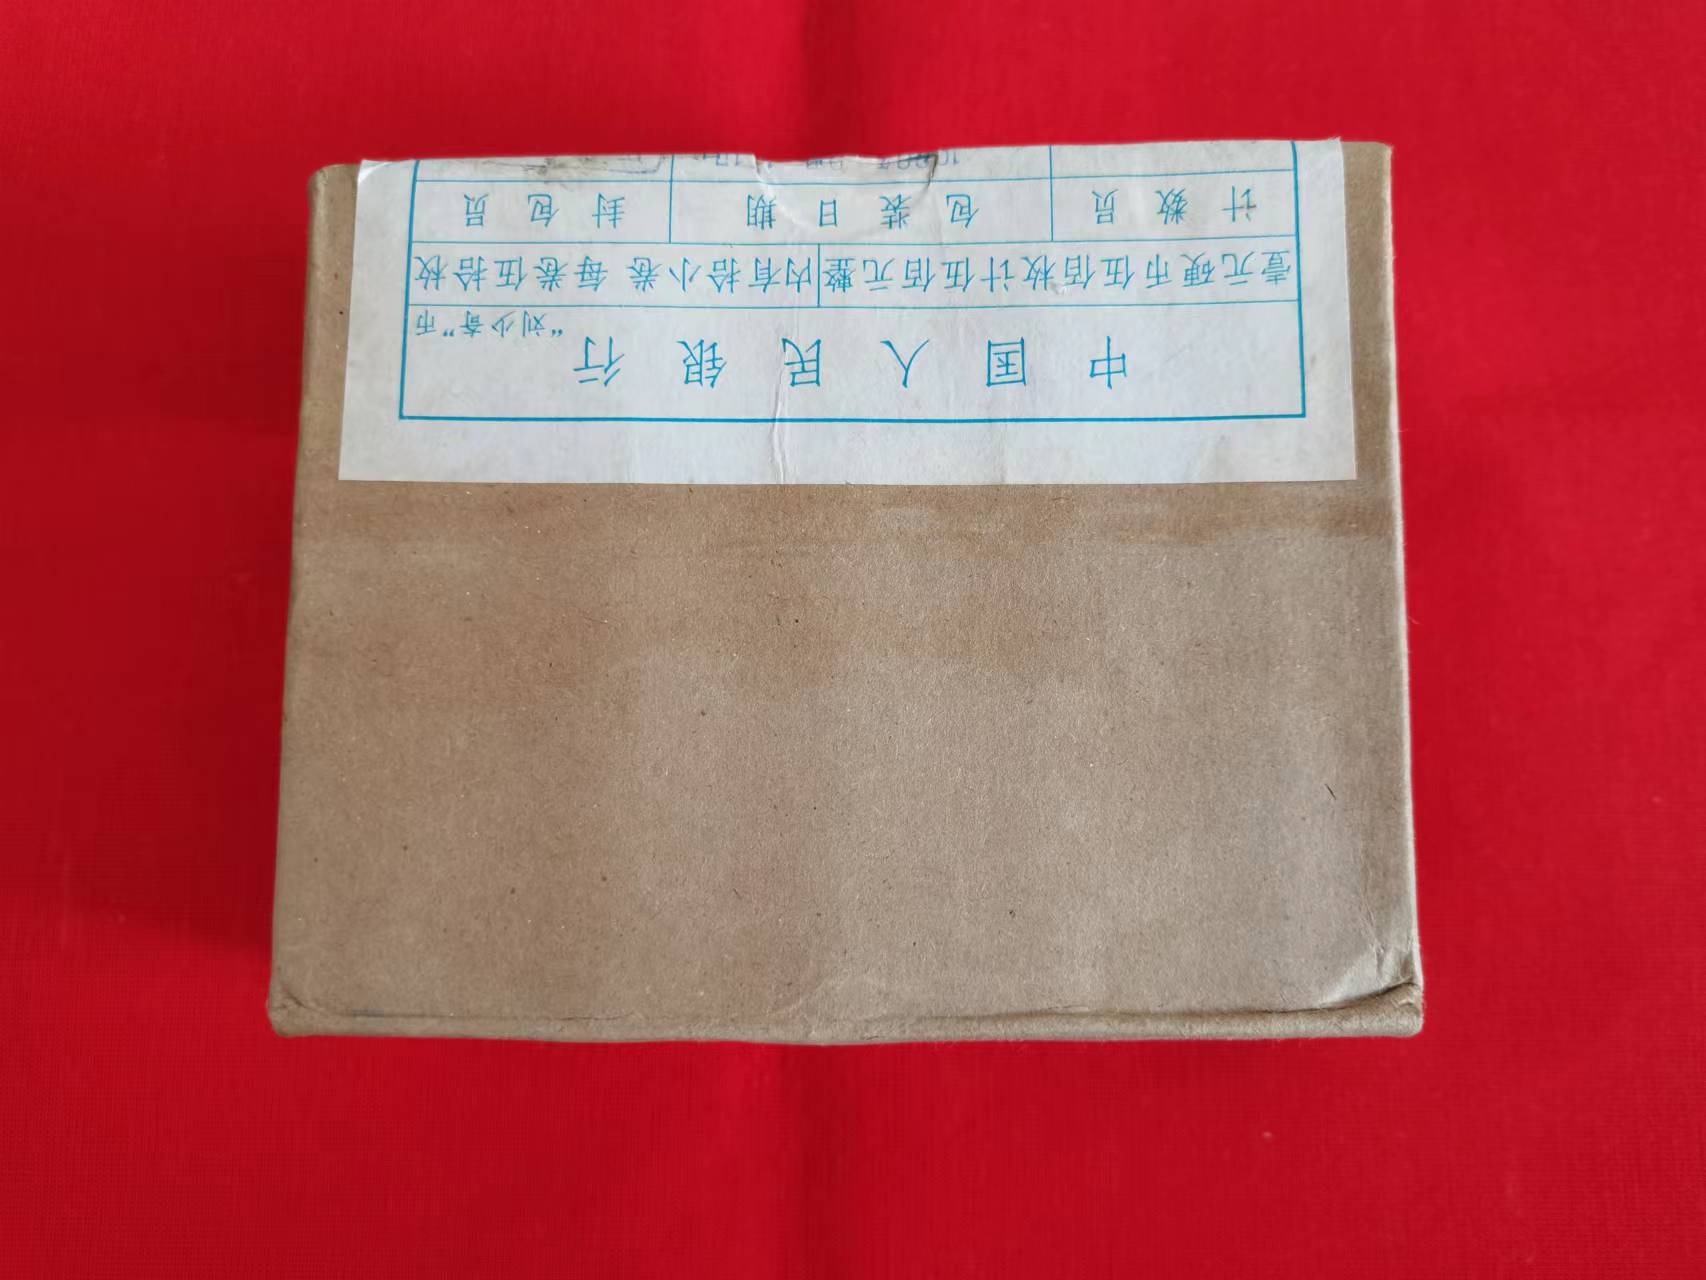 中国人民银行
“刘少奇”币
壹元硬币伍佰枚计伍佰元整 内有拾小卷 每卷伍拾枚
计数员 包装日期 封包员